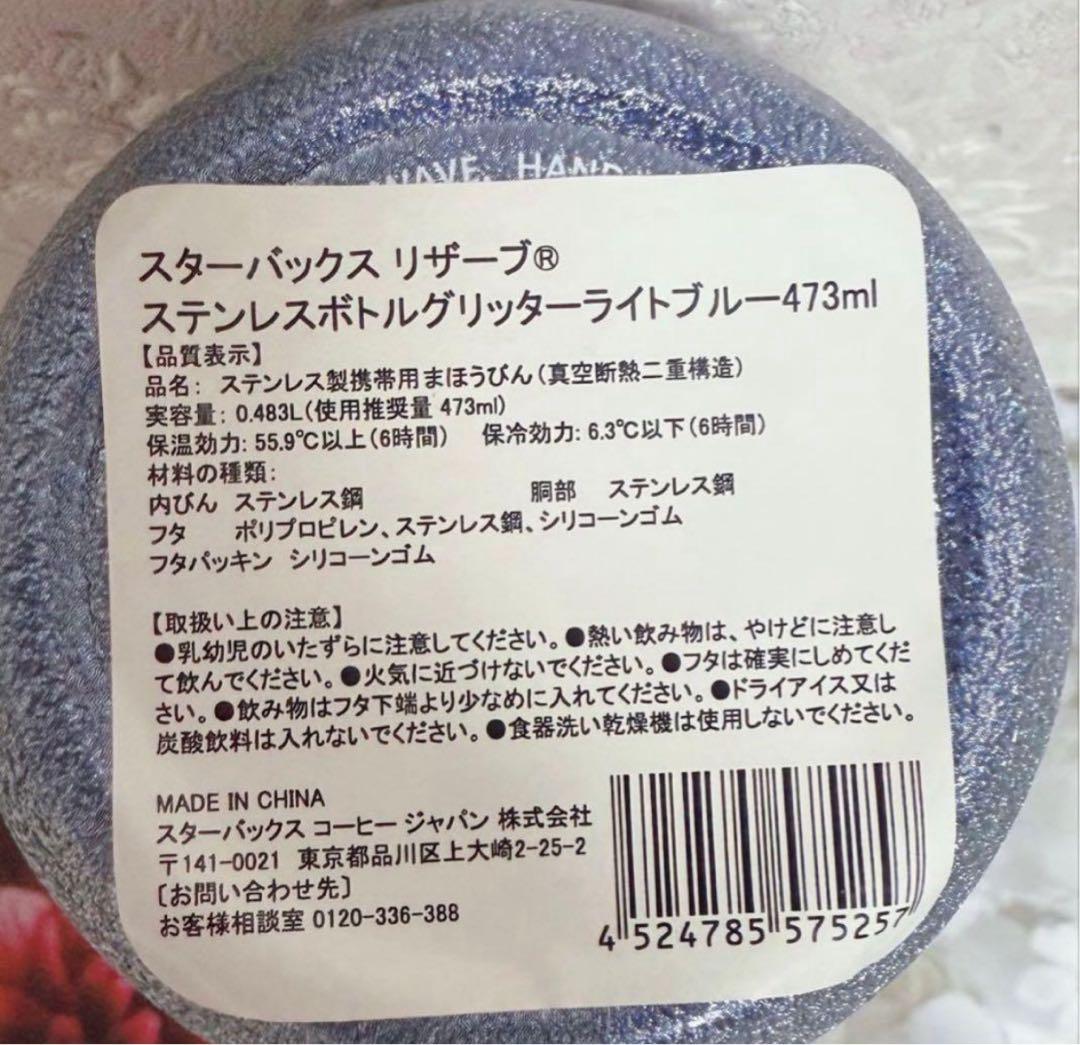 WAVE, HAND
スターバックス リザーブ®
ステンレスボトルグリッターライトブルー473ml
【品質表示】
品名: ステンレス製携帯用まほうびん(真空断熱二重構造)
実容量: 0.483L(使用推奨量 473ml)
保温効力: 55.9℃以上(6時間) 保冷効力: 6.3℃以下(6時間)
材料の種類:
内びん ステンレス鋼 胴部 ステンレス鋼
フタ ポリプロピレン、ステンレス鋼、シリコーンゴム
フタパッキン シリコーンゴム
【取扱い上の注意】
●乳幼児のいたずらに注意してください。●熱い飲み物は、やけどに注意し
て飲んでください。●火気に近づけないでください。●フタは確実にしめてくだ
さい。●飲み物はフタ下端より少なめに入れてください。●ドライアイス又は
炭酸飲料は入れないでください。●食器洗い乾燥機は使用しないでください。
MADE IN CHINA
スターバックス コーヒー ジャパン 株式会社
〒141-0021 東京都品川区上大崎2-25-2
〔お問い合わせ先〕
お客様相談室 0120-336-388
4 524785 575257